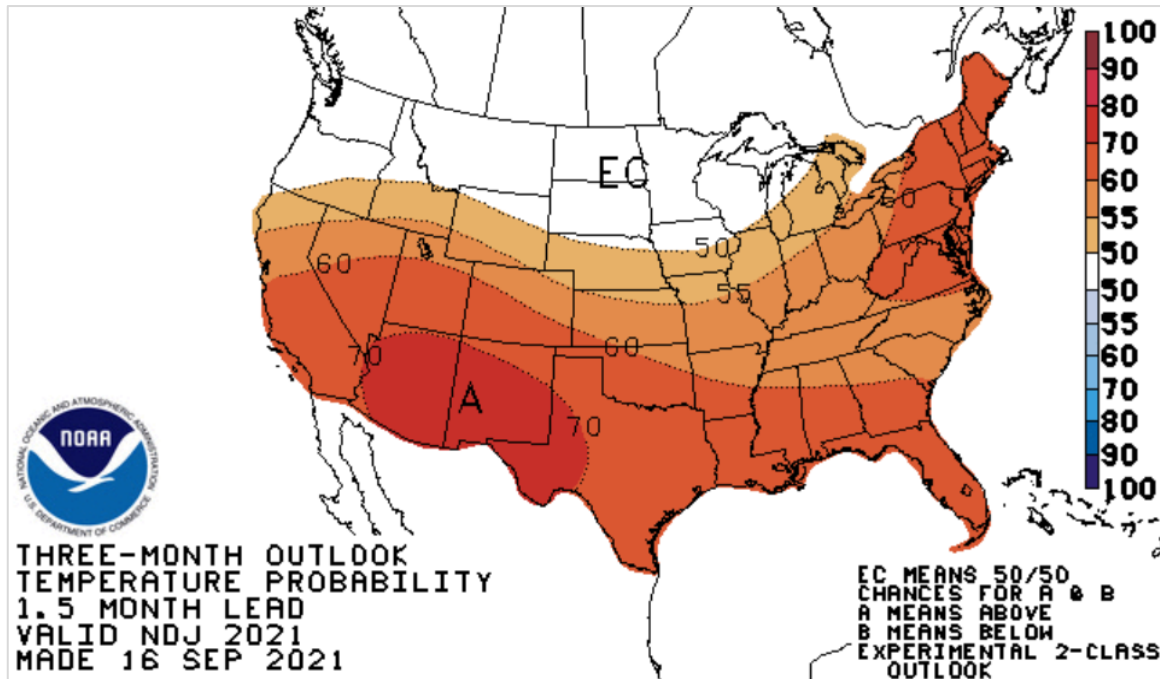 EC
50
60
50
55
60
60
70
A
70
100
90
80
70
60
55
50
50
55
60
70
80
90
100
NATIONAL OCEANIC AND ATMOSPHERIC ADMINISTRATION
NOAA
U.S. DEPARTMENT OF COMMERCE
THREE-MONTH OUTLOOK
TEMPERATURE PROBABILITY
1.5 MONTH LEAD
VALID NDJ 2021
MADE 16 SEP 2021
EC MEANS 50/50
CHANCES FOR A @ B
A MEANS ABOVE
B MEANS BELOW
EXPERIMENTAL 2-CLASS
OUTLOOK